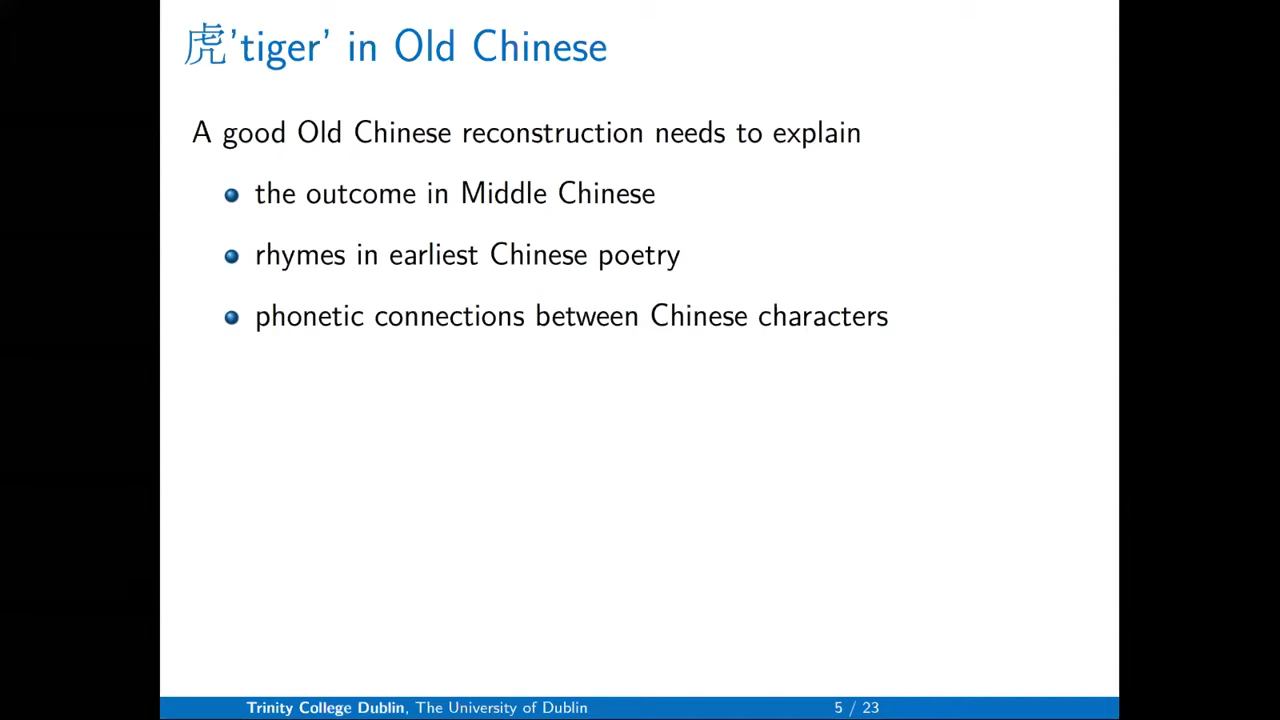 虎'tiger' in Old Chinese
A good Old Chinese reconstruction needs to explain
the outcome in Middle Chinese
rhymes in earliest Chinese poetry
phonetic connections between Chinese characters
Trinity College Dublin, The University of Dublin 5 / 23